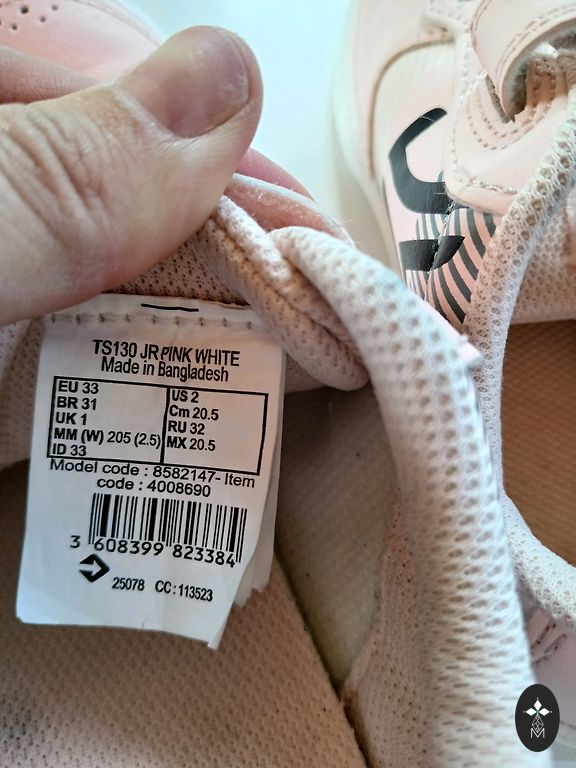 TS130 JR PINK WHITE
Made in Bangladesh
EU 33
BR 31
UK 1
MM (W) 205 (2.5)
ID 33
US 2
Cm 20.5
RU 32
MX 20.5
Model code : 8582147- Item
code : 4008690
3 608399 823384
25078 CC : 113523
M